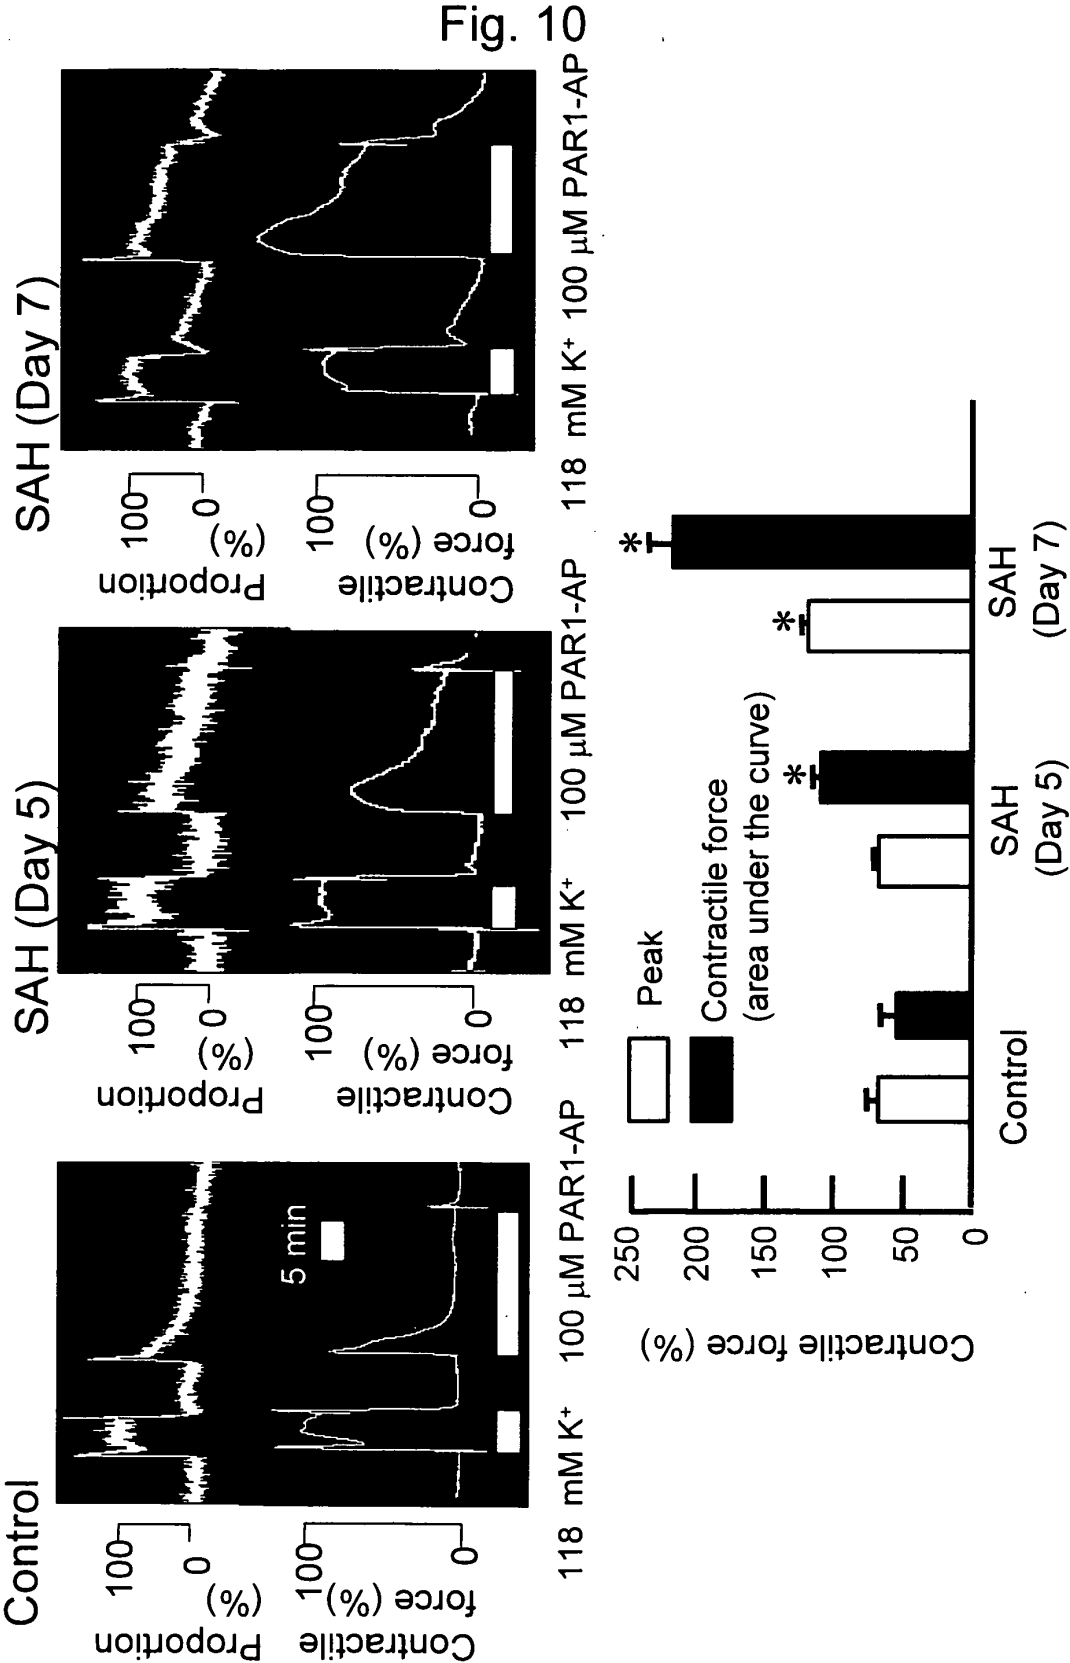 Fig. 10
Control
Proportion
(%)
100
0
Contractile
force (%)
100
0
5 min
118 mM K⁺
100 µM PAR1-AP
SAH (Day 5)
Proportion
(%)
100
0
Contractile
force (%)
100
0
118 mM K⁺
100 µM PAR1-AP
SAH (Day 7)
Proportion
(%)
100
0
Contractile
force (%)
100
0
118 mM K⁺
100 µM PAR1-AP
Contractile force (%)
250
200
150
100
50
0
Peak
Contractile force
(area under the curve)
*
*
*
Control
SAH
(Day 5)
SAH
(Day 7)